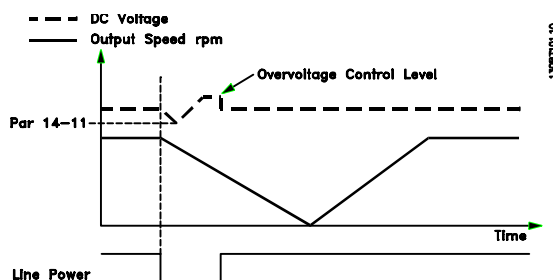 DC Voltage
Output Speed rpm
Overvoltage Control Level
Par 14-11
Time
Line Power